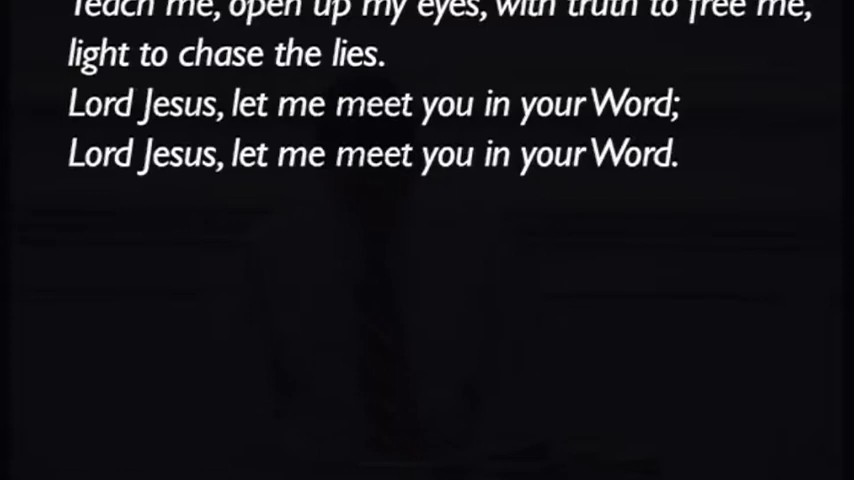 Teach me, open up my eyes, with truth to free me,
light to chase the lies.
Lord Jesus, let me meet you in your Word;
Lord Jesus, let me meet you in your Word.